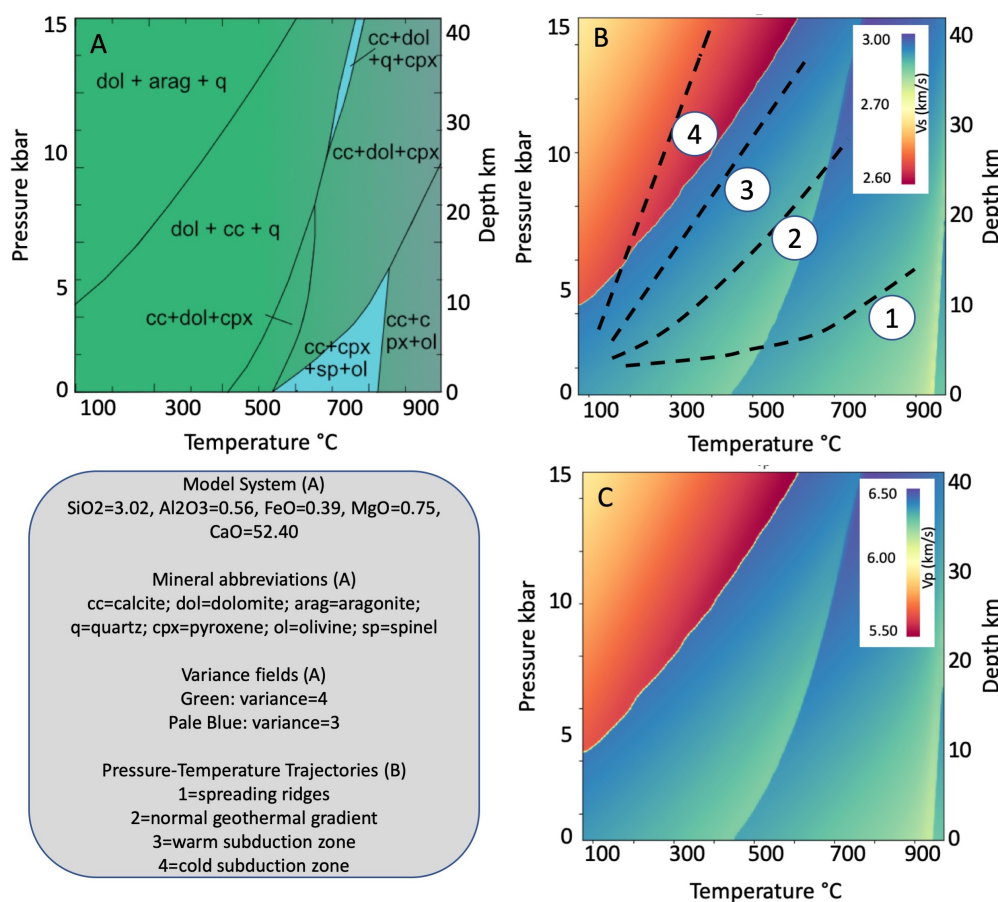 A
15
10
5
0
Pressure kbar
dol + arag + q
dol + cc + q
cc+dol+cpx
cc+cpx
+sp+ol
cc+dol
+q+cpx
cc+dol+cpx
cc+c
px+ol
40
30
20
10
0
Depth km
100
300
500
700
900
Temperature °C
B
15
10
5
0
Pressure kbar
4
3
2
1
3.00
2.70
2.60
Vs (km/s)
40
30
20
10
0
Depth km
100
300
500
700
900
Temperature °C
Model System (A)
SiO2=3.02, Al2O3=0.56, FeO=0.39, MgO=0.75,
CaO=52.40
Mineral abbreviations (A)
cc=calcite; dol=dolomite; arag=aragonite;
q=quartz; cpx=pyroxene; ol=olivine; sp=spinel
Variance fields (A)
Green: variance=4
Pale Blue: variance=3
Pressure-Temperature Trajectories (B)
1=spreading ridges
2=normal geothermal gradient
3=warm subduction zone
4=cold subduction zone
C
15
10
5
0
Pressure kbar
6.50
6.00
5.50
Vp (km/s)
40
30
20
10
0
Depth km
100
300
500
700
900
Temperature °C